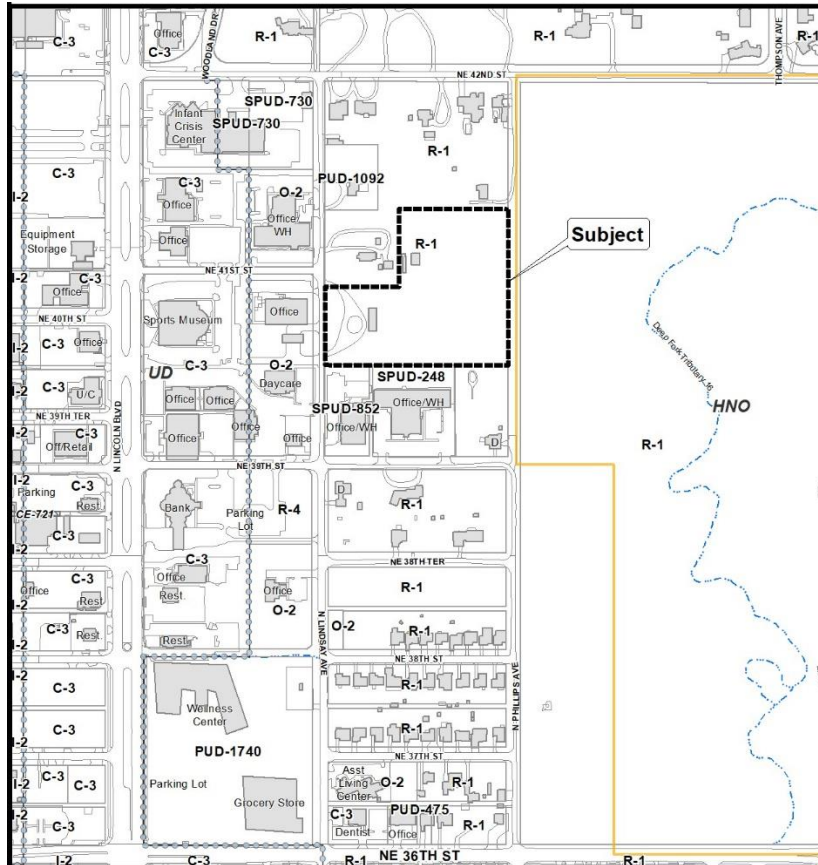 C-3
Office
C-3
WOODLAND DR
R-1
R-1
THOMPSON AVE
R-1
NE 42ND ST
SPUD-730
Infant
Crisis
Center
SPUD-730
R-1
C-3
I-2
C-3
Office
O-2
Office/
WH
PUD-1092
Office
R-1
Subject
Equipment
Storage
C-3
I-2
Office
NE 41ST ST
NE 40TH ST
Sports Museum
Office
C-3
Office
I-2
UD
C-3
O-2
Daycare
SPUD-248
Deep Fork Tributary 16
C-3
U/C
Office
Office
SPUD-852
Office/WH
Office/WH
HNO
NE 39TH TER
I-2
C-3
Off/Retail
N LINCOLN BLVD
Office
Office
Office
D
R-1
NE 39TH ST
I-2
Parking
C-3
Rest.
CE-721
C-3
Bank
Parking
Lot
R-4
D
R-1
NE 38TH TER
I-2
Office
C-3
Rest
C-3
Office
Rest.
Office
O-2
R-1
I-2
C-3
Rest.
Rest
N LINDSAY AVE
O-2
R-1
NE 38TH ST
I-2
C-3
Wellness
Center
R-1
N PHILLIPS AVE
C-3
R-1
I-2
PUD-1740
NE 37TH ST
I-2
C-3
C-3
Parking Lot
Asst
Living
Center
O-2
R-1
Grocery Store
PUD-475
C-3
C-3
Dentist
Office
R-1
I-2
C-3
R-1
NE 36TH ST
R-1